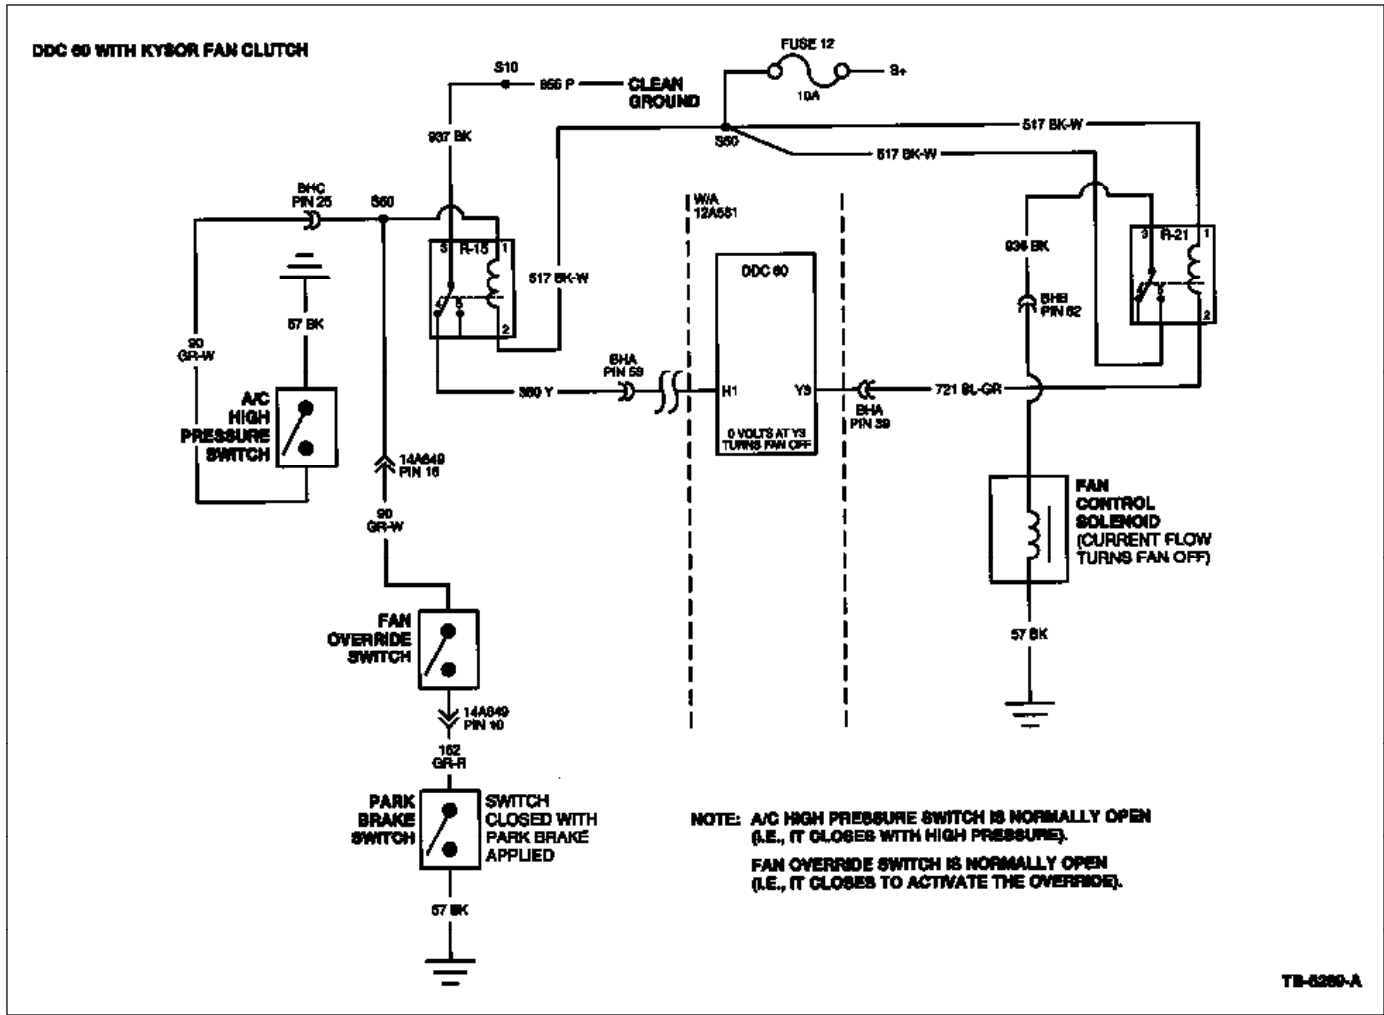 DDC 60 WITH KYSOR FAN CLUTCH
FUSE 12
B+
10A
S10
856 P
CLEAN
GROUND
937 BK
S50
517 BK-W
517 BK-W
BHC
PIN 25
S60
W/A
12A581
3
R-15
1
2
517 BK-W
DDC 60
936 BK
3
R-21
1
2
BHB
PIN 62
57 BK
90
GR-W
BHA
PIN 59
360 Y
H1
Y3
721 BL-GR
BHA
PIN 39
0 VOLTS AT Y3
TURNS FAN OFF
A/C
HIGH
PRESSURE
SWITCH
14A649
PIN 16
90
GR-W
FAN
CONTROL
SOLENOID
(CURRENT FLOW
TURNS FAN OFF)
57 BK
FAN
OVERRIDE
SWITCH
14A649
PIN 10
162
GR-R
PARK
BRAKE
SWITCH
SWITCH
CLOSED WITH
PARK BRAKE
APPLIED
57 BK
NOTE: A/C HIGH PRESSURE SWITCH IS NORMALLY OPEN
(I.E., IT CLOSES WITH HIGH PRESSURE).
FAN OVERRIDE SWITCH IS NORMALLY OPEN
(I.E., IT CLOSES TO ACTIVATE THE OVERRIDE).